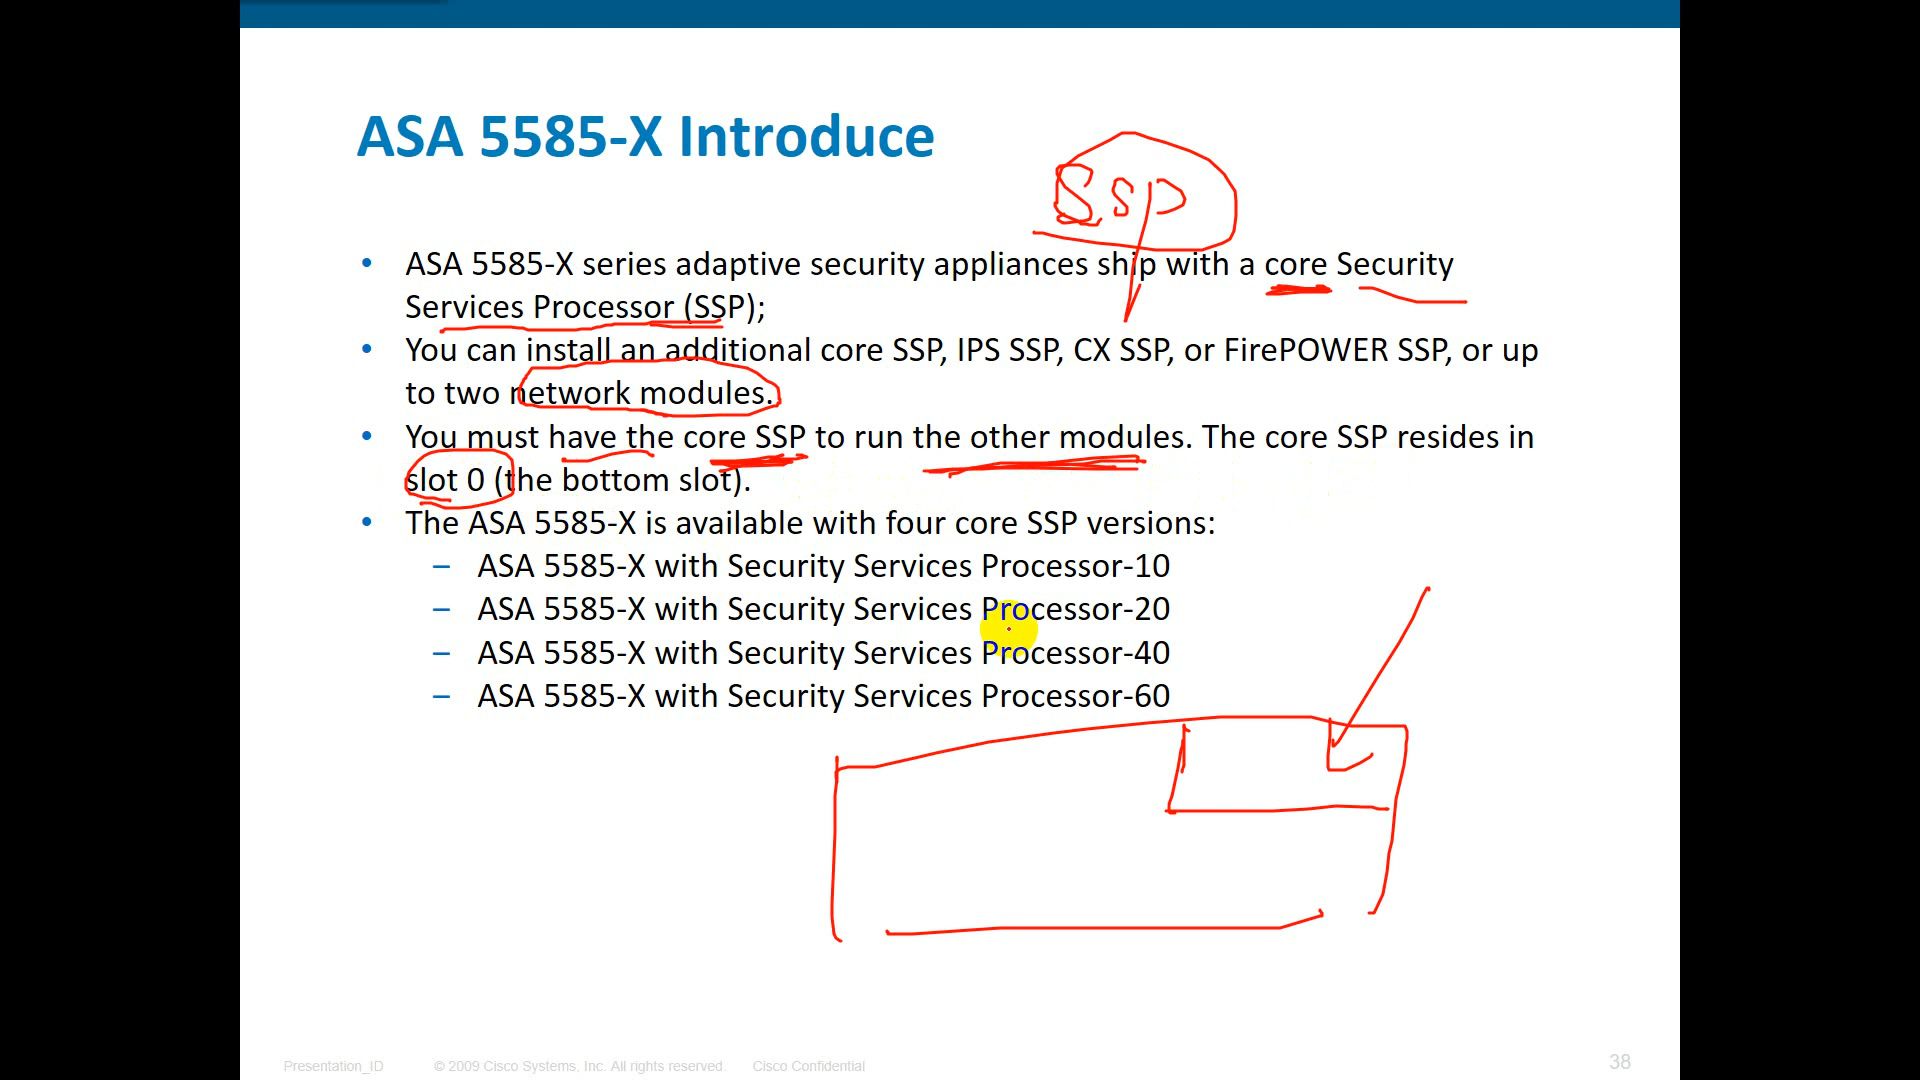 ASA 5585-X Introduce
SSP
• ASA 5585-X series adaptive security appliances ship with a core Security
Services Processor (SSP);
• You can install an additional core SSP, IPS SSP, CX SSP, or FirePOWER SSP, or up
to two network modules.
• You must have the core SSP to run the other modules. The core SSP resides in
slot 0 (the bottom slot).
• The ASA 5585-X is available with four core SSP versions:
– ASA 5585-X with Security Services Processor-10
– ASA 5585-X with Security Services Processor-20
– ASA 5585-X with Security Services Processor-40
– ASA 5585-X with Security Services Processor-60
Presentation_ID © 2009 Cisco Systems, Inc. All rights reserved. Cisco Confidential 38